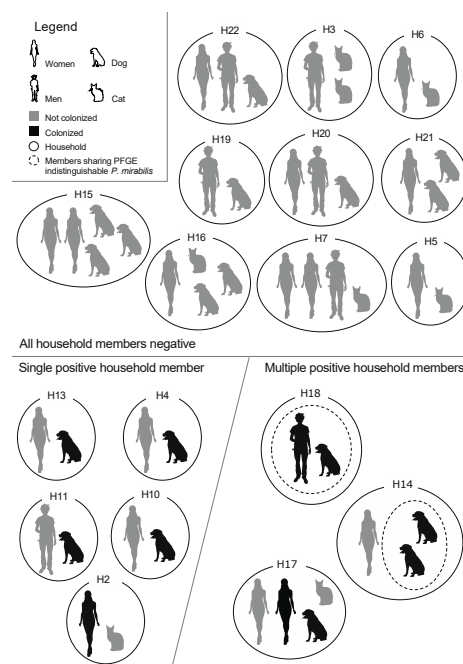 Legend
Women
Dog
Men
Cat
Not colonized
Colonized
Household
Members sharing PFGE
indistinguishable P. mirabilis
H22
H3
H6
H19
H20
H21
H15
H16
H7
H5
All household members negative
Single positive household member
Multiple positive household members
H13
H4
H18
H11
H10
H14
H2
H17